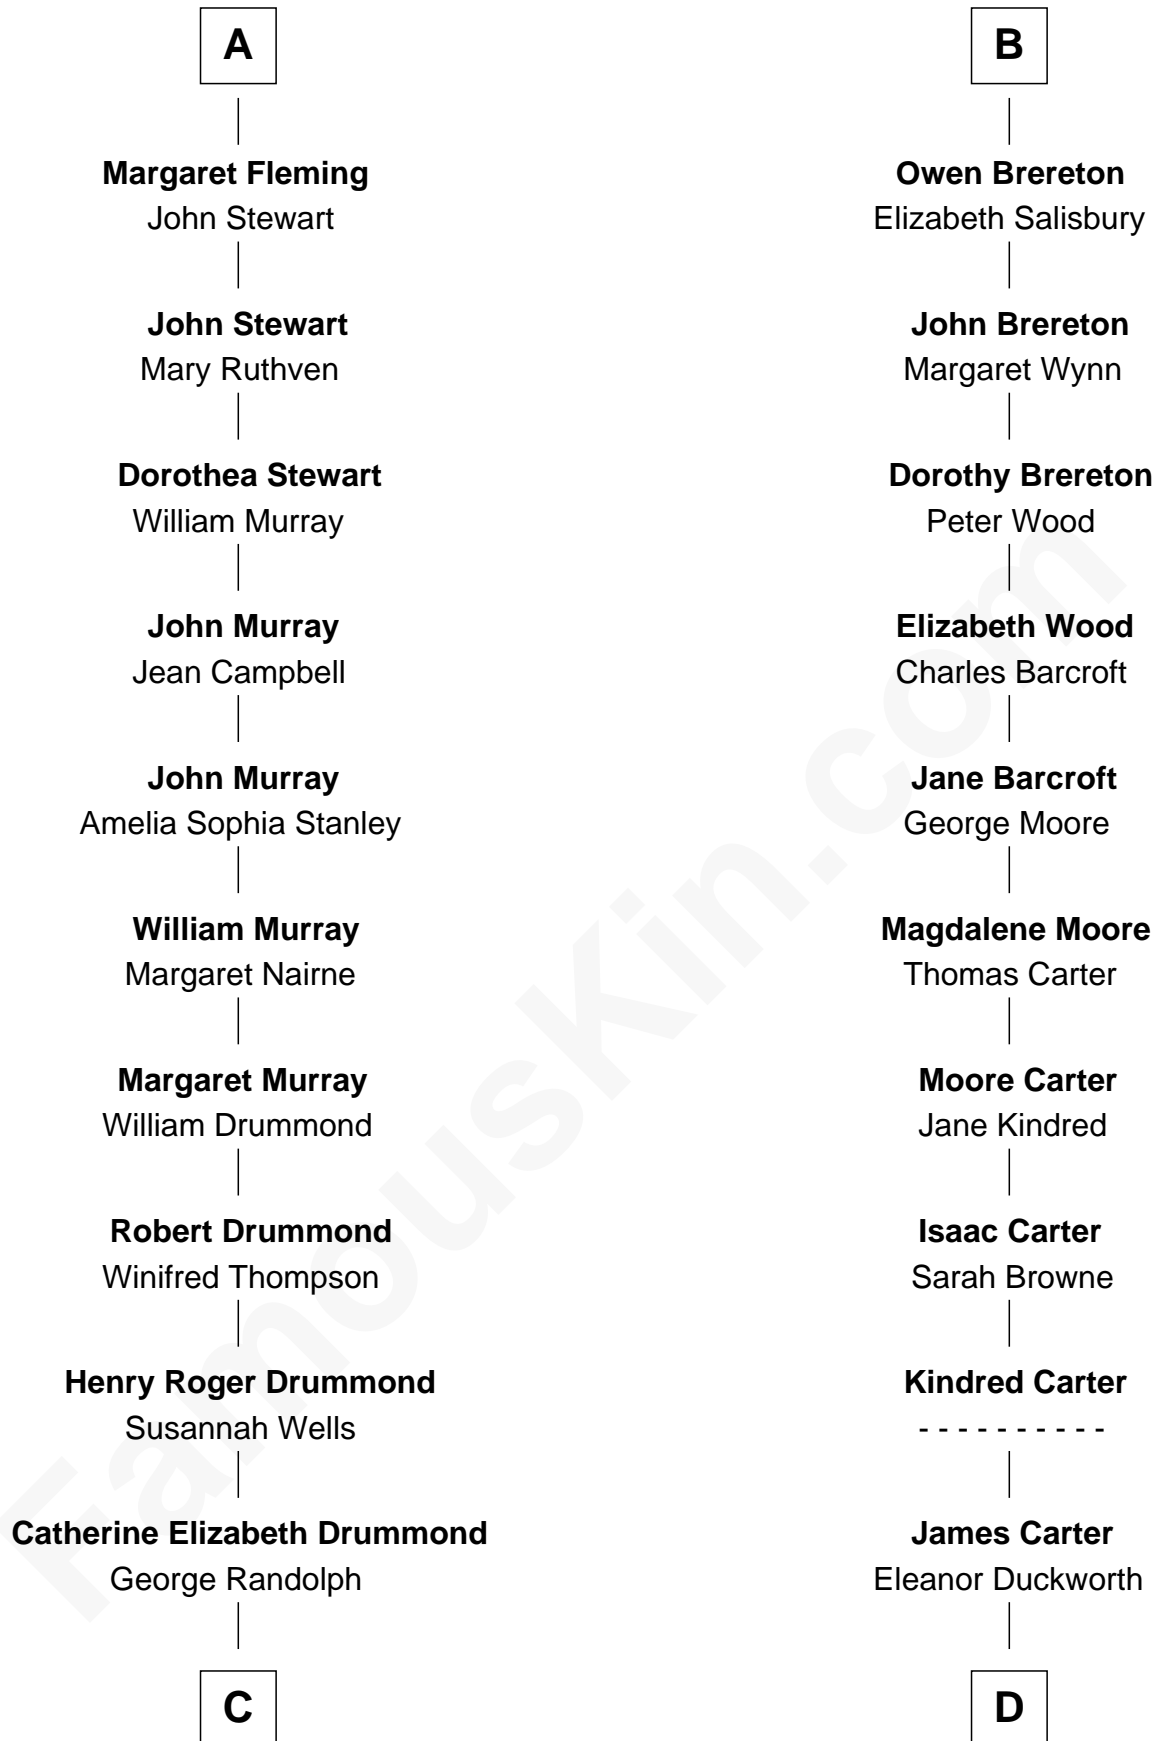 A
Margaret Fleming
John Stewart
John Stewart
Mary Ruthven
Dorothea Stewart
William Murray
John Murray
Jean Campbell
John Murray
Amelia Sophia Stanley
William Murray
Margaret Nairne
Margaret Murray
William Drummond
Robert Drummond
Winifred Thompson
Henry Roger Drummond
Susannah Wells
Catherine Elizabeth Drummond
George Randolph
C
B
Owen Brereton
Elizabeth Salisbury
John Brereton
Margaret Wynn
Dorothy Brereton
Peter Wood
Elizabeth Wood
Charles Barcroft
Jane Barcroft
George Moore
Magdalene Moore
Thomas Carter
Moore Carter
Jane Kindred
Isaac Carter
Sarah Browne
Kindred Carter
- - - - - - - - - -
James Carter
Eleanor Duckworth
D
FamousKin.com